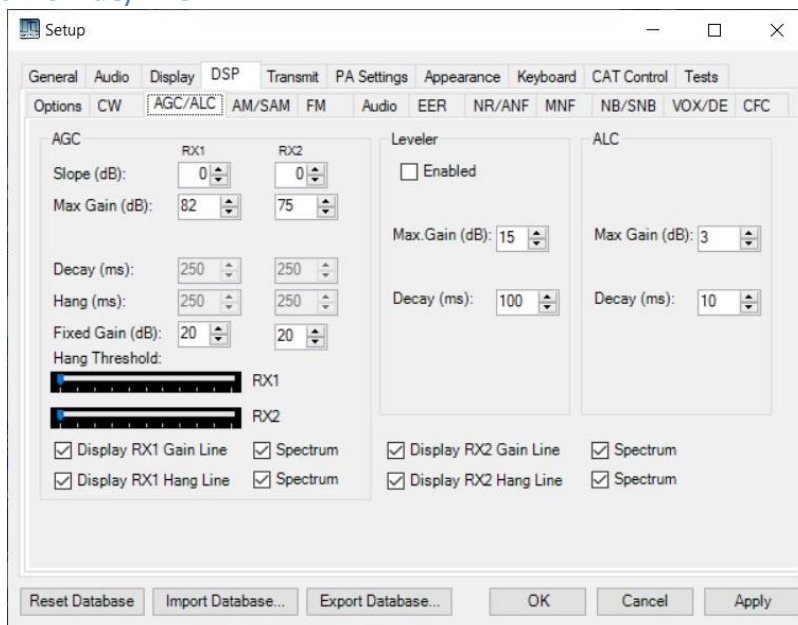 Setup
General Audio Display DSP Transmit PA Settings Appearance Keyboard CAT Control Tests
Options CW AGC/ALC AM/SAM FM Audio EER NR/ANF MNF NB/SNB VOX/DE CFC
AGC Leveler ALC
RX1 RX2
Slope (dB): 0 0 Enabled
Max Gain (dB): 82 75
Max.Gain (dB): 15 Max Gain (dB): 3
Decay (ms): 250 250
Hang (ms): 250 250 Decay (ms): 100 Decay (ms): 10
Fixed Gain (dB): 20 20
Hang Threshold:
RX1
RX2
Display RX1 Gain Line Spectrum Display RX2 Gain Line Spectrum
Display RX1 Hang Line Spectrum Display RX2 Hang Line Spectrum
Reset Database Import Database... Export Database... OK Cancel Apply